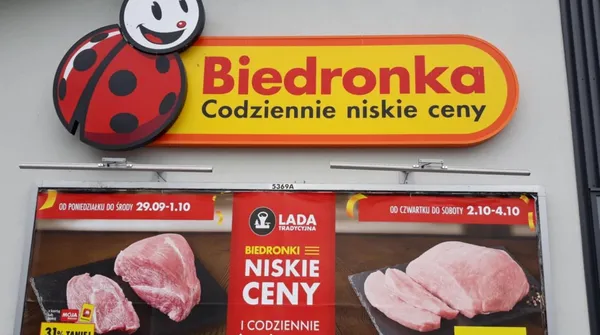 Biedronka
Codziennie niskie ceny
5369A
OD PONIEDZIAŁKU DO ŚRODY 29.09-1.10
LADA
TRADYCYJNA
OD CZWARTKU DO SOBOTY 2.10-4.10
BIEDRONKI
NISKIE
CENY
I CODZIENNIE
MOJA
31% TANIEJ